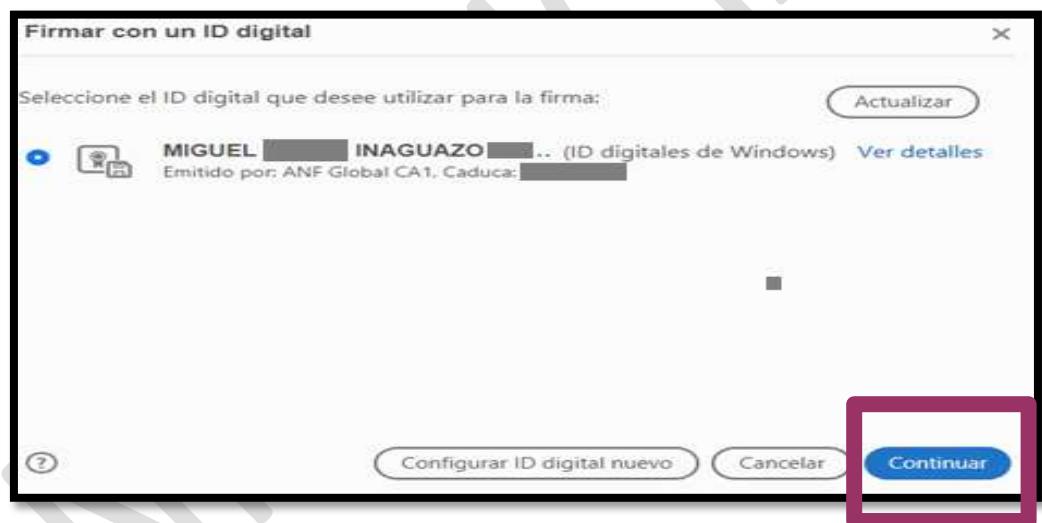 Firmar con un ID digital
Seleccione el ID digital que desee utilizar para la firma:
Actualizar
MIGUEL INAGUAZO .. (ID digitales de Windows) Ver detalles
Emitido por: ANF Global CA1, Caduca:
?
Configurar ID digital nuevo
Cancelar
Continuar